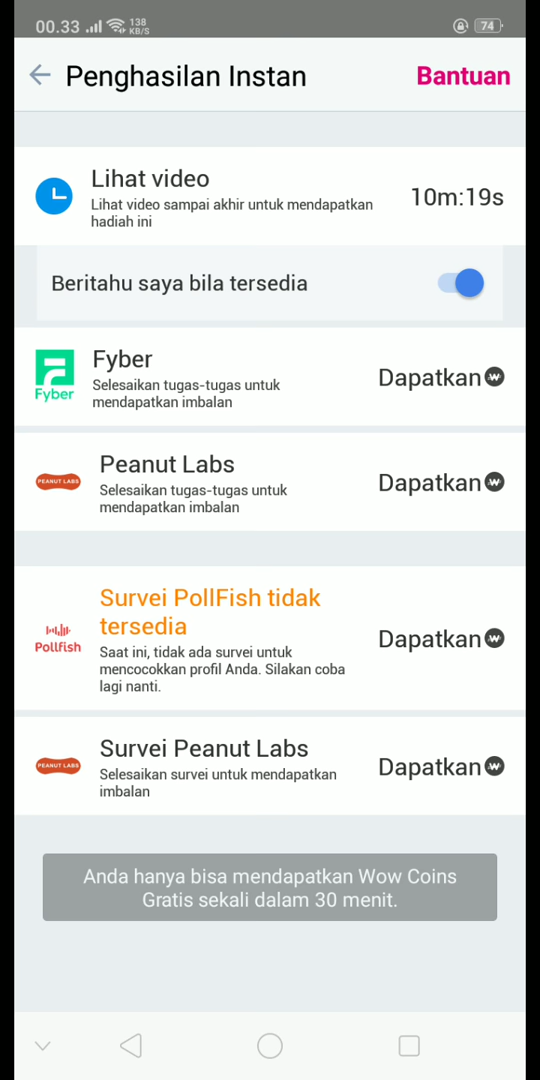 00.33 138 KB/S 74
Penghasilan Instan Bantuan
Lihat video
Lihat video sampai akhir untuk mendapatkan
hadiah ini
10m:19s
Beritahu saya bila tersedia
Fyber
Fyber
Selesaikan tugas-tugas untuk
mendapatkan imbalan
Dapatkan
PEANUT LABS
Peanut Labs
Selesaikan tugas-tugas untuk
mendapatkan imbalan
Dapatkan
Pollfish
Survei PollFish tidak
tersedia
Saat ini, tidak ada survei untuk
mencocokkan profil Anda. Silakan coba
lagi nanti.
Dapatkan
PEANUT LABS
Survei Peanut Labs
Selesaikan survei untuk mendapatkan
imbalan
Dapatkan
Anda hanya bisa mendapatkan Wow Coins
Gratis sekali dalam 30 menit.